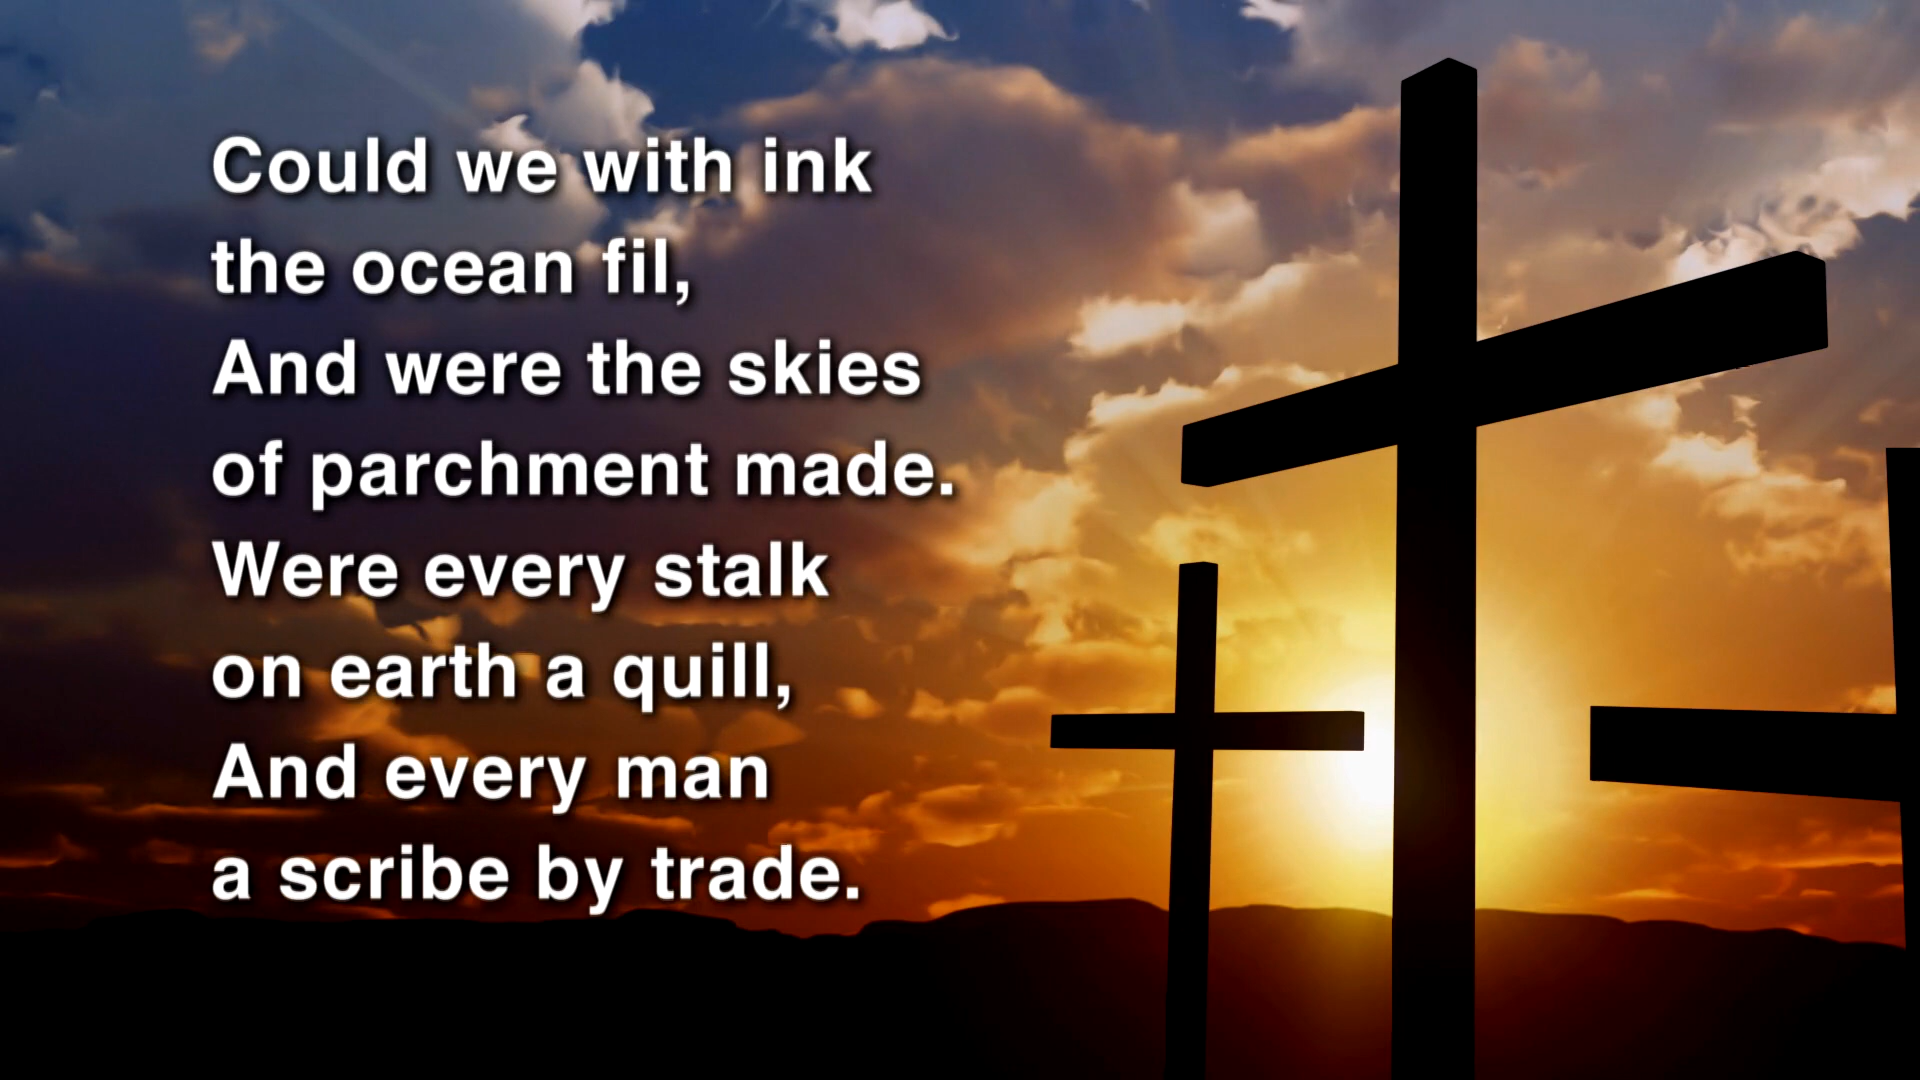 Could we with ink
the ocean fil,
And were the skies
of parchment made.
Were every stalk
on earth a quill,
And every man
a scribe by trade.